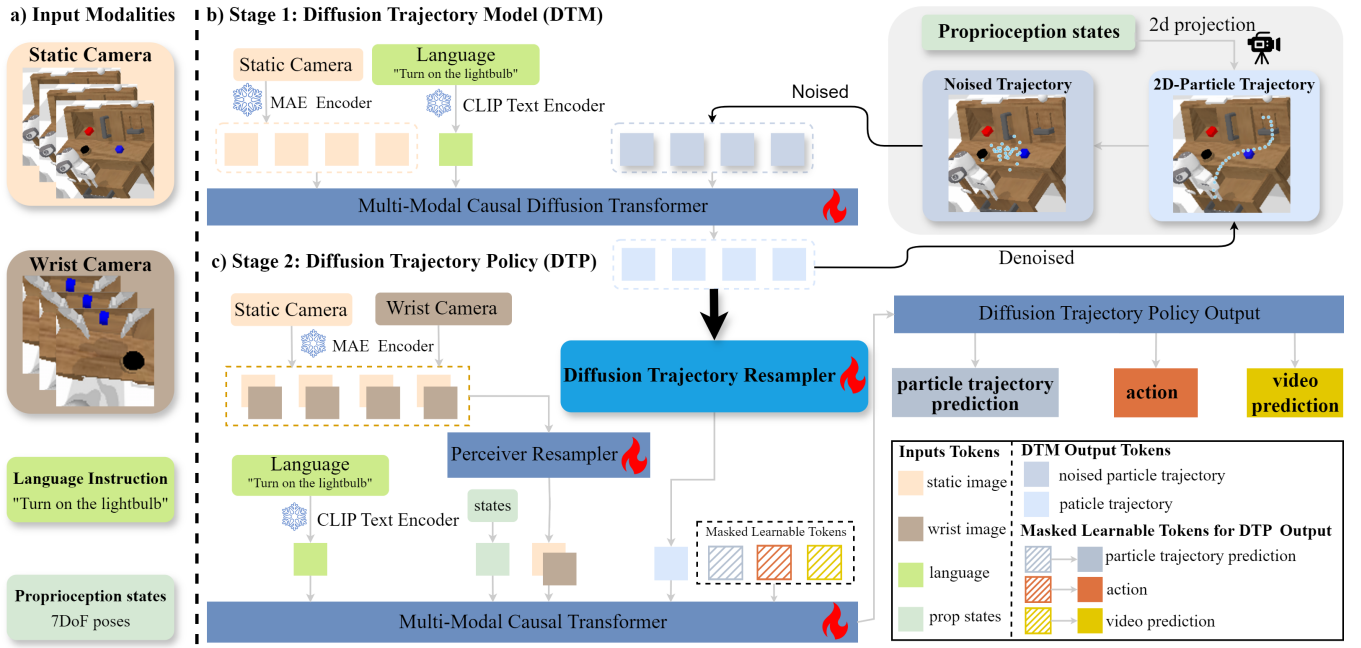 a) Input Modalities
Static Camera
Wrist Camera
Language Instruction
"Turn on the lightbulb"
Proprioception states
7DoF poses
b) Stage 1: Diffusion Trajectory Model (DTM)
Static Camera
Language
"Turn on the lightbulb"
MAE Encoder
CLIP Text Encoder
Noised
Proprioception states
2d projection
Noised Trajectory
2D-Particle Trajectory
Multi-Modal Causal Diffusion Transformer
Denoised
c) Stage 2: Diffusion Trajectory Policy (DTP)
Static Camera
Wrist Camera
MAE Encoder
Diffusion Trajectory Resampler
Perceiver Resampler
Language
"Turn on the lightbulb"
CLIP Text Encoder
states
Masked Learnable Tokens
Multi-Modal Causal Transformer
Diffusion Trajectory Policy Output
particle trajectory
prediction
action
video
prediction
Inputs Tokens
static image
wrist image
language
prop states
DTM Output Tokens
noised particle trajectory
paticle trajectory
Masked Learnable Tokens for DTP Output
particle trajectory prediction
action
video prediction